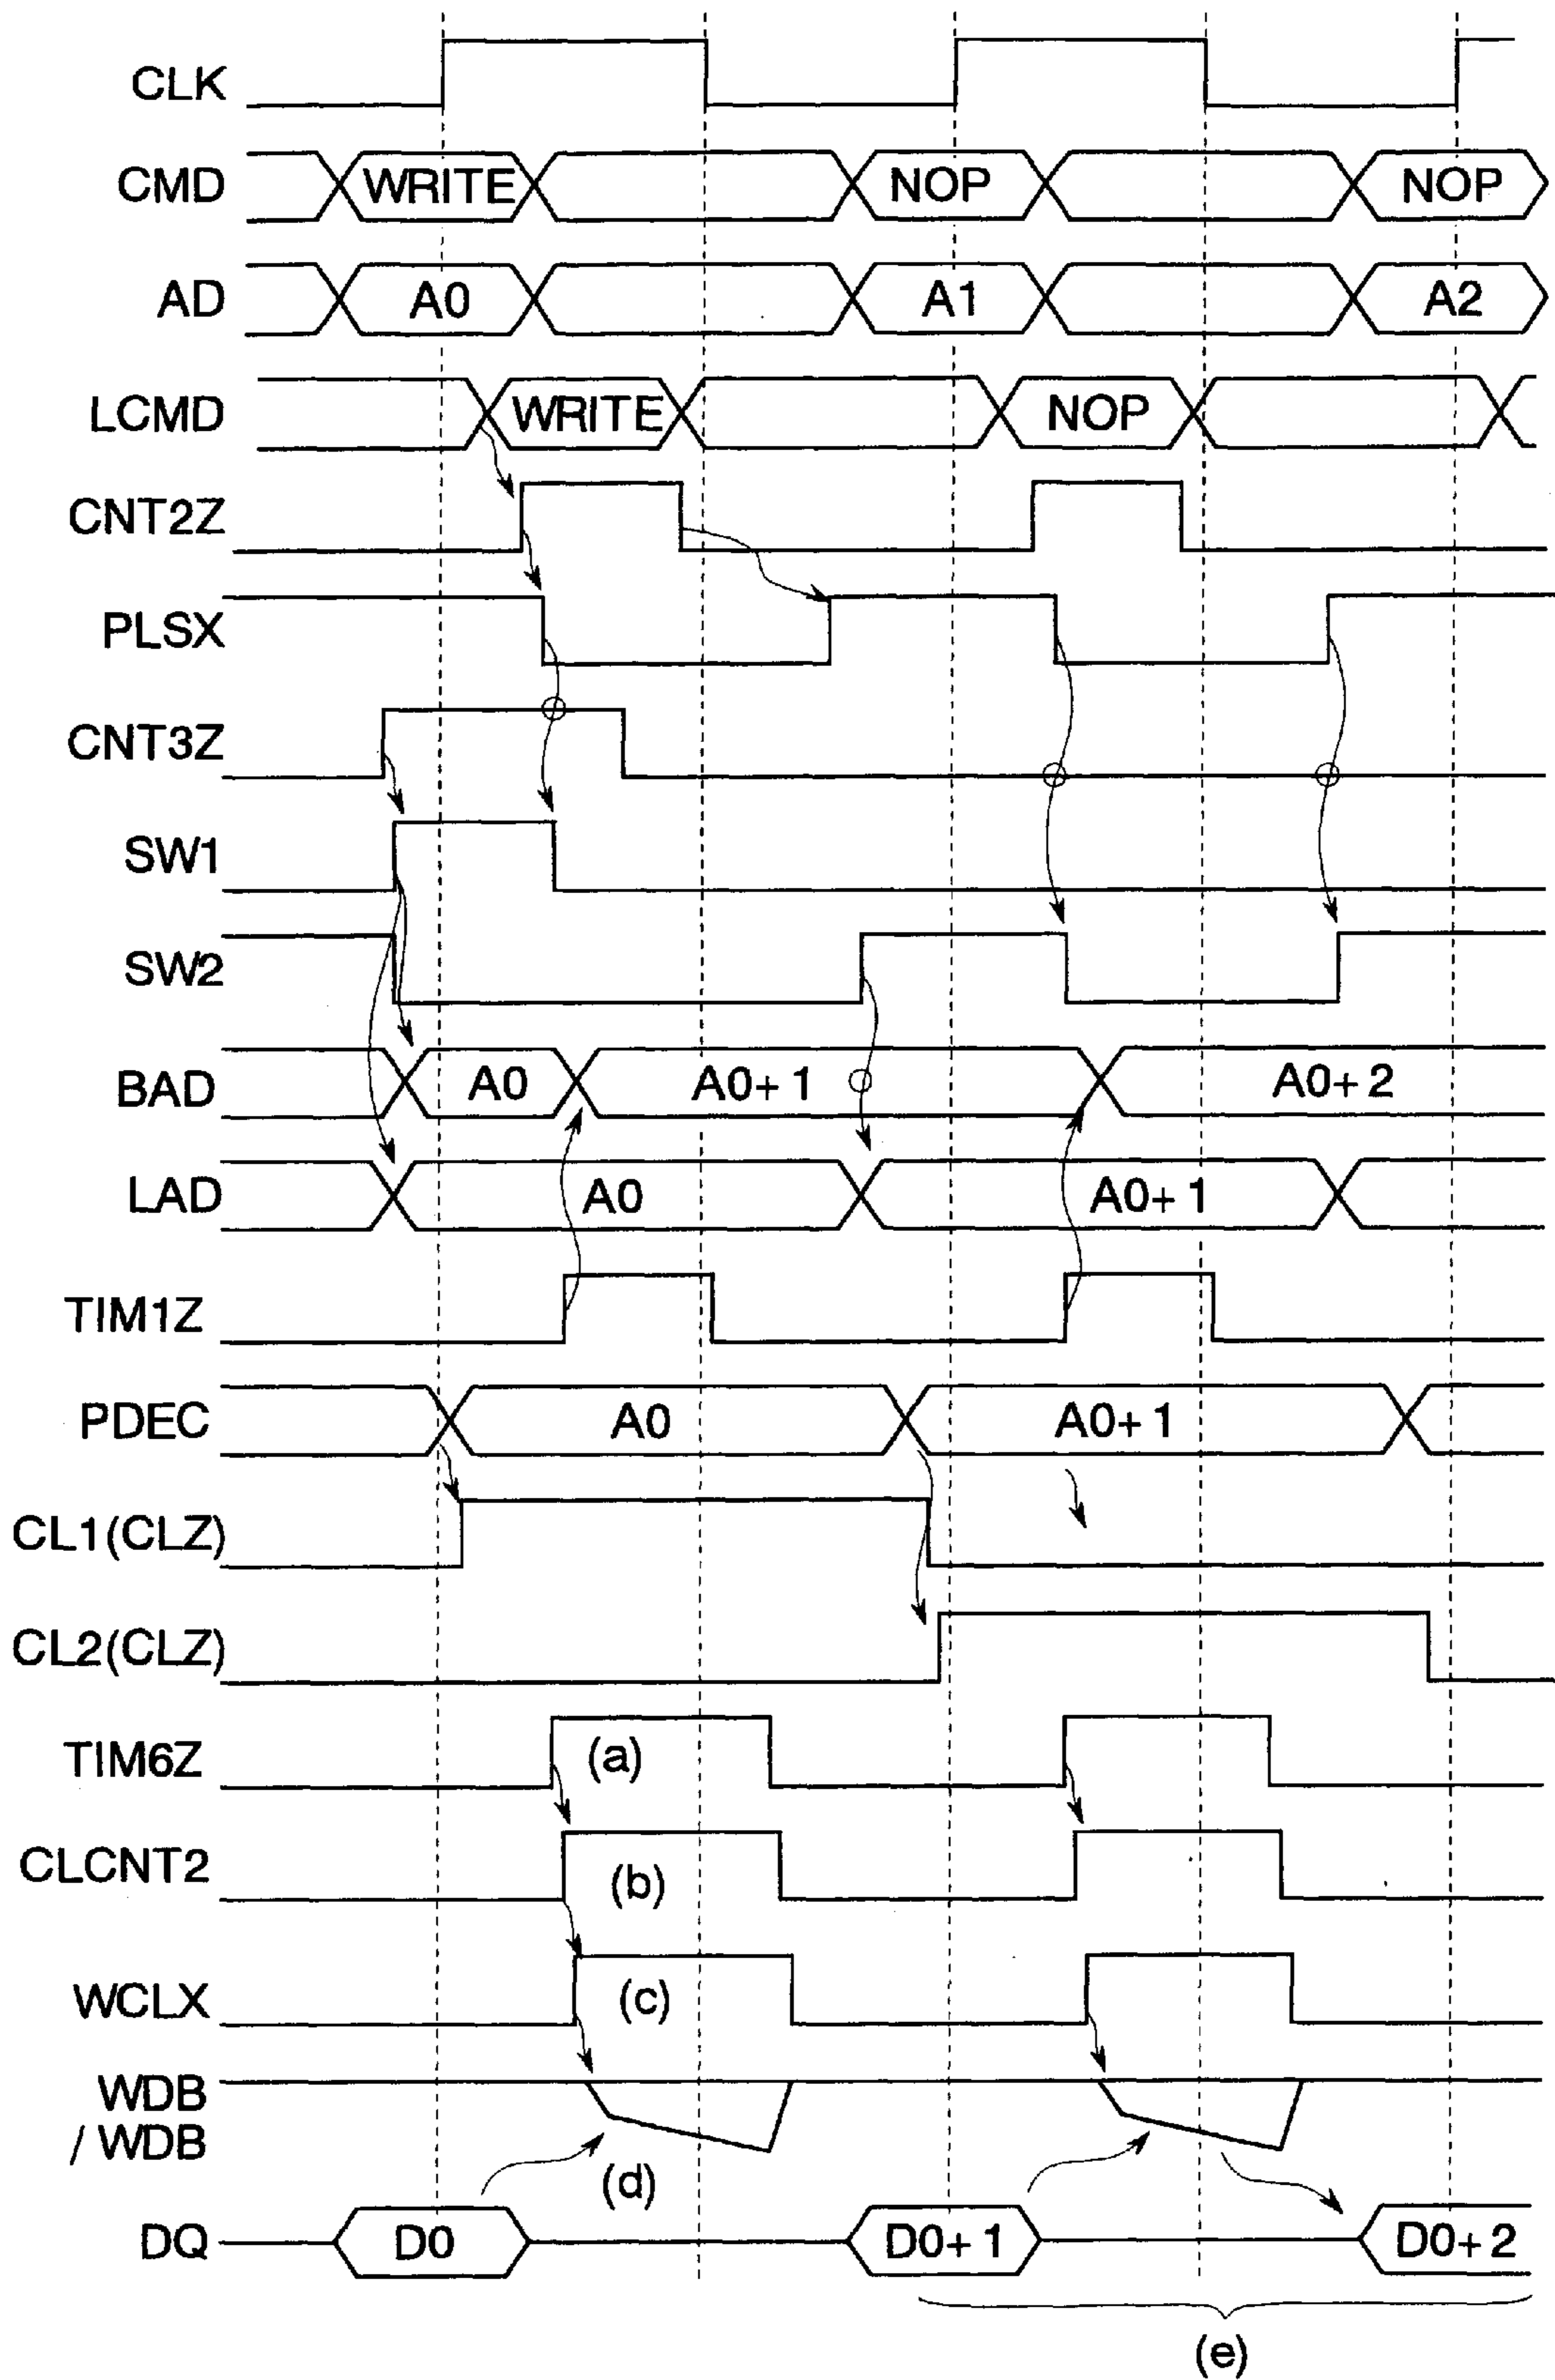 CLK
CMD WRITE NOP NOP
AD A0 A1 A2
LCMD WRITE NOP
CNT2Z
PLSX
CNT3Z
SW1
SW2
BAD A0 A0+1 A0+2
LAD A0 A0+1
TIM1Z
PDEC A0 A0+1
CL1(CLZ)
CL2(CLZ)
TIM6Z (a)
CLCNT2 (b)
WCLX (c)
WDB
/WDB (d)
DQ D0 D0+1 D0+2
(e)